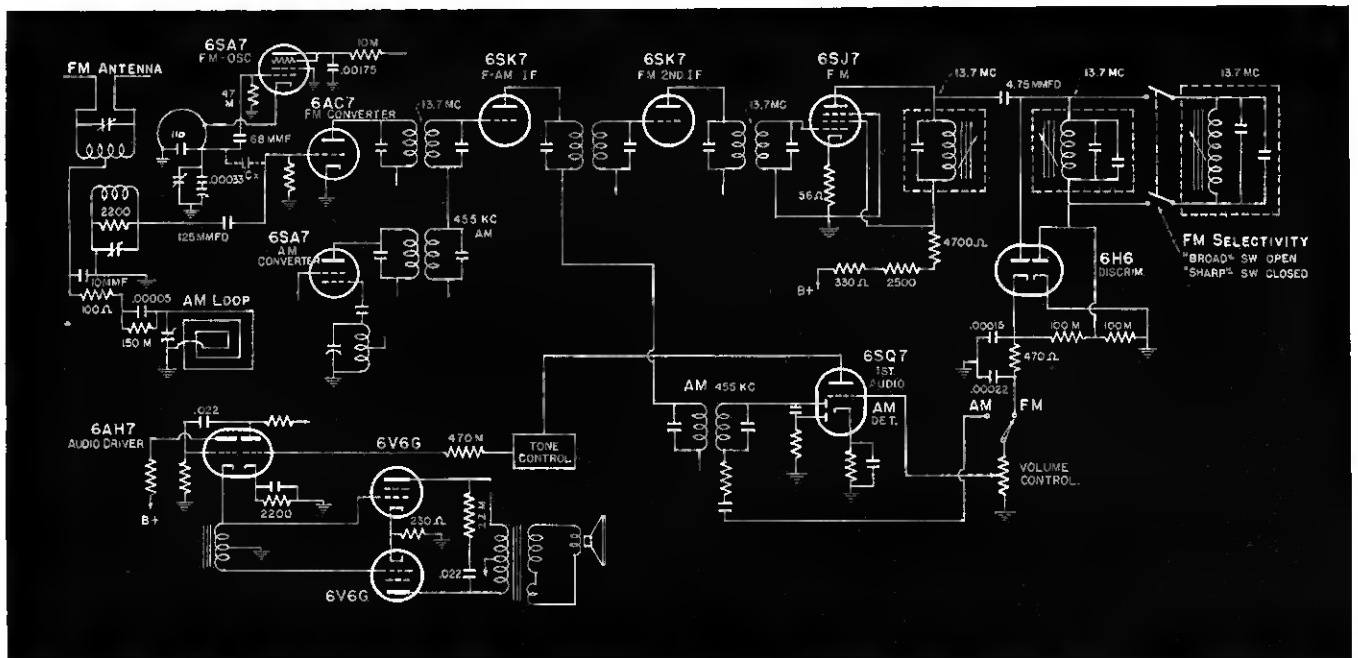 6SA7
FM-OSC
10M
.00175
FM ANTENNA
47
M
6AC7
FM CONVERTER
68 MMF
.00033
Cx
2200
125MMFD
13.7 MC
455 KC
AM
6SA7
AM
CONVERTER
10MMF
100Ω
.00005
150 M
AM LOOP
6SK7
F-AM IF
6SK7
FM 2ND IF
13.7MC
6SJ7
FM
56Ω
13.7 MC
4.75 MMFD
13.7 MC
13.7 MC
4700Ω
B+
330Ω
2500
6H6
DISCRIM.
FM SELECTIVITY
"BROAD" SW OPEN
"SHARP" SW CLOSED
.00015
100 M
100M
470Ω
.00022
AM
FM
VOLUME
CONTROL.
6SQ7
1ST.
AUDIO
AM
DET.
AM
455 KC
TONE
CONTROL
470 M
6AH7
AUDIO DRIVER
.022
B+
2200
6V6G
230
Ω
2.2 M
.022
6V6G